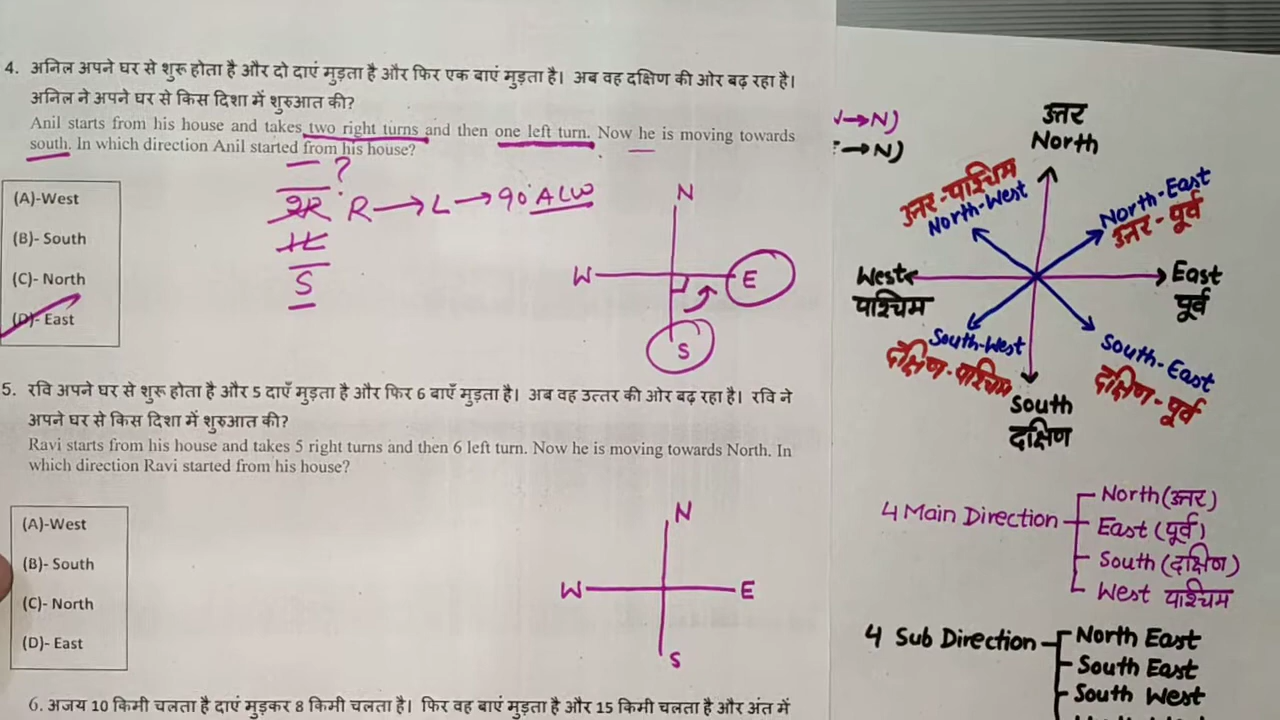 4. अनिल अपने घर से शुरू होता है और दो दाएं मुड़ता है और फिर एक बाएं मुड़ता है। अब वह दक्षिण की ओर बढ़ रहा है।
अनिल ने अपने घर से किस दिशा में शुरुआत की?
Anil starts from his house and takes two right turns and then one left turn. Now he is moving towards
south. In which direction Anil started from his house?
(A)-West
(B)- South
(C)- North
(D)- East
?
2R R → L → 90° ACW
1L
S
N
W E
S
5. रवि अपने घर से शुरू होता है और 5 दाएँ मुड़ता है और फिर 6 बाएँ मुड़ता है। अब वह उत्तर की ओर बढ़ रहा है। रवि ने
अपने घर से किस दिशा में शुरुआत की?
Ravi starts from his house and takes 5 right turns and then 6 left turn. Now he is moving towards North. In
which direction Ravi started from his house?
(A)-West
(B)- South
(C)- North
(D)- East
N
W E
S
6. अजय 10 किमी चलता है दाएं मुड़कर 8 किमी चलता है। फिर वह बाएं मुड़ता है और 15 किमी चलता है और अंत में
→N)
→N)
उत्तर
North
उत्तर-पाश्चिम
North-West
North-East
उत्तर-पूर्व
West
पाश्चिम
East
पूर्व
South-West
दक्षिण-पश्चिम
South-East
दक्षिण-पूर्व
South
दक्षिण
4 Main Direction
North (उत्तर)
East (पूर्व)
South (दक्षिण)
West पाश्चिम
4 Sub Direction
North East
South East
South West